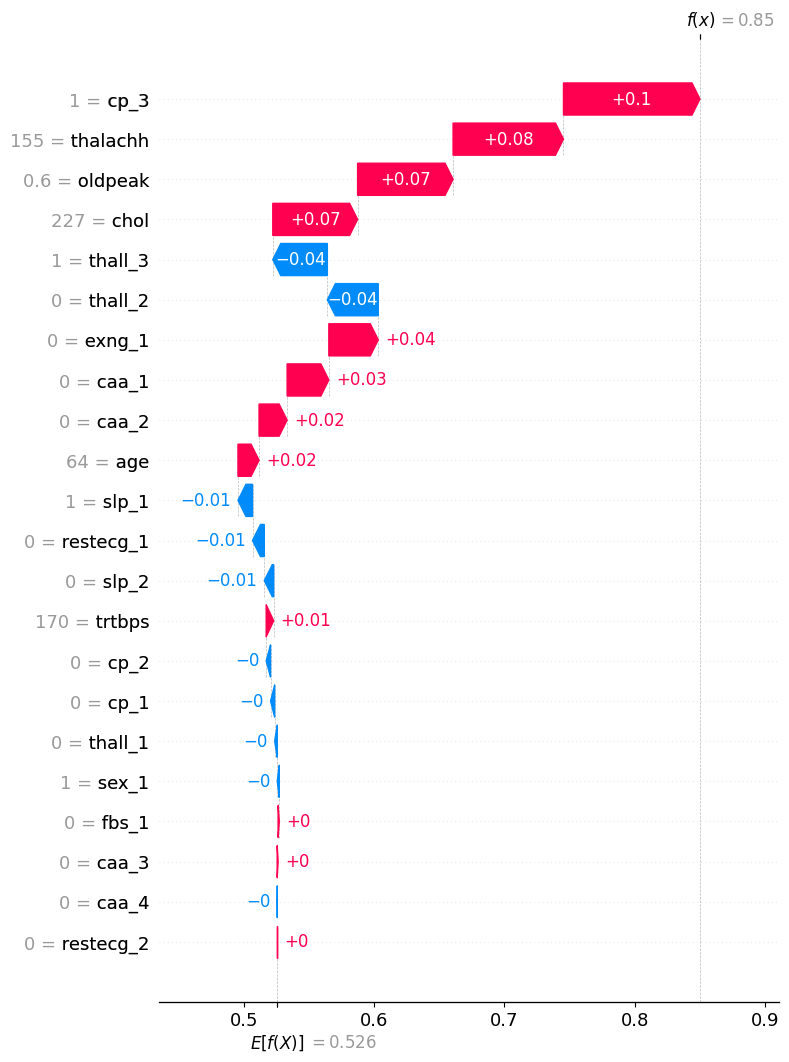 f(x) = 0.85
1 = cp_3 +0.1
155 = thalachh +0.08
0.6 = oldpeak +0.07
227 = chol +0.07
1 = thall_3 −0.04
0 = thall_2 −0.04
0 = exng_1 +0.04
0 = caa_1 +0.03
0 = caa_2 +0.02
64 = age +0.02
1 = slp_1 −0.01
0 = restecg_1 −0.01
0 = slp_2 −0.01
170 = trtbps +0.01
0 = cp_2 −0
0 = cp_1 −0
0 = thall_1 −0
1 = sex_1 −0
0 = fbs_1 +0
0 = caa_3 +0
0 = caa_4 −0
0 = restecg_2 +0
0.5 0.6 0.7 0.8 0.9
E[f(X)] = 0.526